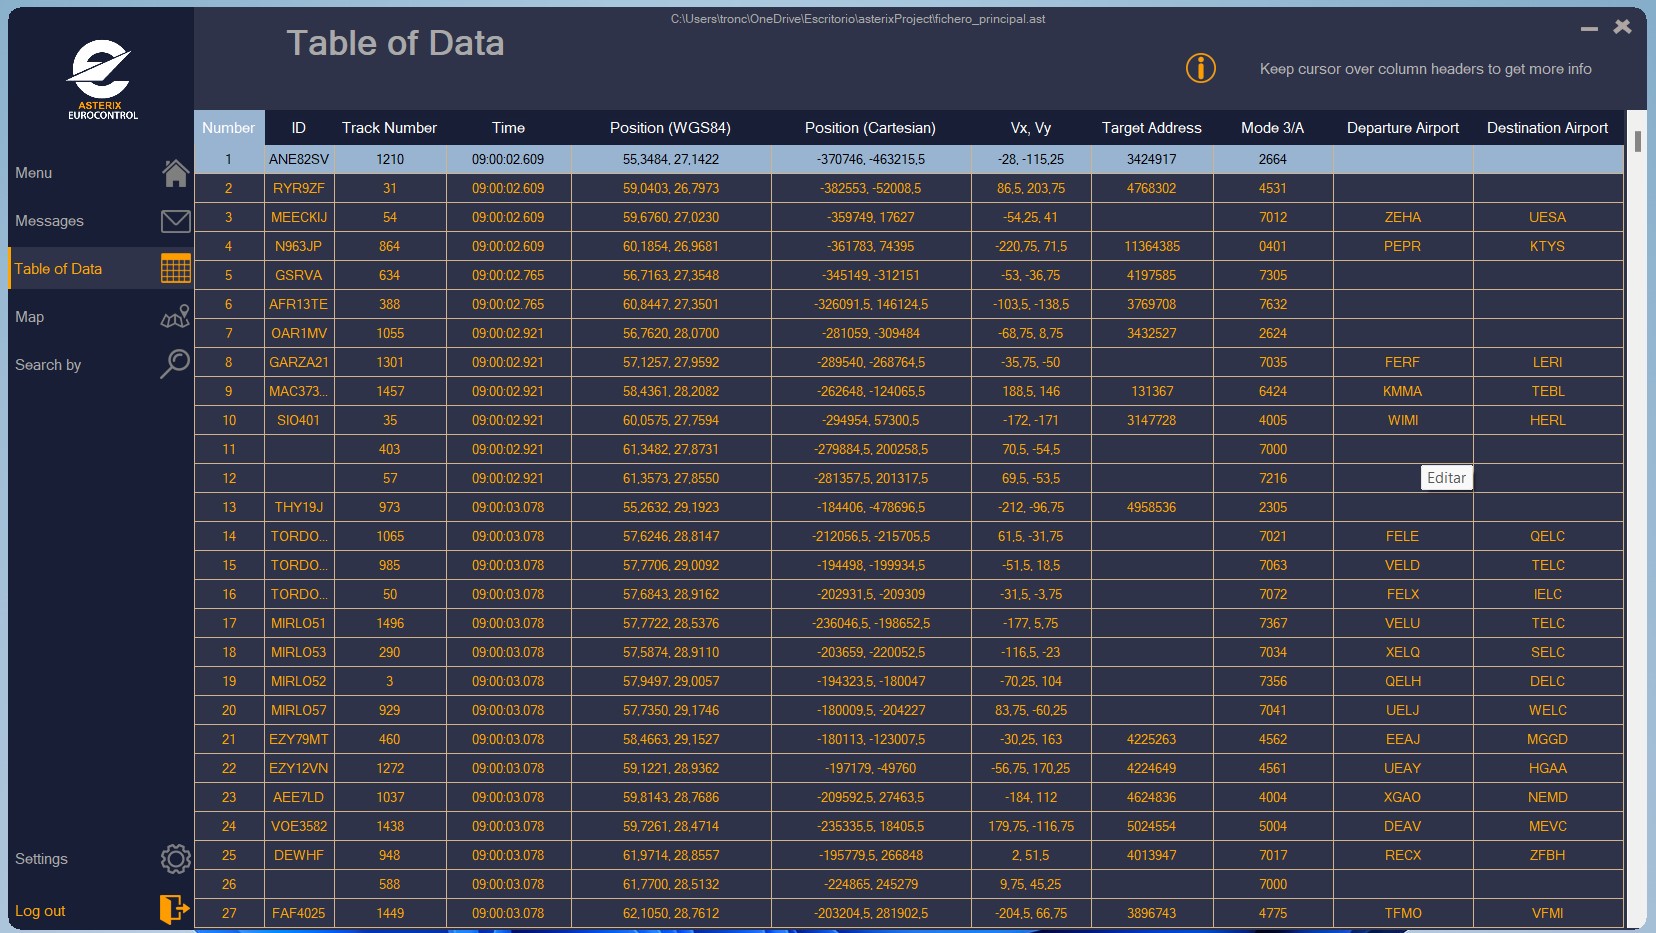 C:\Users\tronc\OneDrive\Escritorio\asterixProject\fichero_principal.ast
Table of Data
Keep cursor over column headers to get more info
ASTERIX
EUROCONTROL
Menu
Messages
Table of Data
Map
Search by
Settings
Log out
Number ID Track Number Time Position (WGS84) Position (Cartesian) Vx, Vy Target Address Mode 3/A Departure Airport Destination Airport
1 ANE82SV 1210 09:00:02.609 55,3484, 27,1422 -370746, -463215,5 -28, -115,25 3424917 2664
2 RYR9ZF 31 09:00:02.609 59,0403, 26,7973 -382553, -52008,5 86,5, 203,75 4768302 4531
3 MEECKIJ 54 09:00:02.609 59,6760, 27,0230 -359749, 17627 -54,25, 41 7012 ZEHA UESA
4 N963JP 864 09:00:02.609 60,1854, 26,9681 -361783, 74395 -220,75, 71,5 11364385 0401 PEPR KTYS
5 GSRVA 634 09:00:02.765 56,7163, 27,3548 -345149, -312151 -53, -36,75 4197585 7305
6 AFR13TE 388 09:00:02.765 60,8447, 27,3501 -326091,5, 146124,5 -103,5, -138,5 3769708 7632
7 OAR1MV 1055 09:00:02.921 56,7620, 28,0700 -281059, -309484 -68,75, 8,75 3432527 2624
8 GARZA21 1301 09:00:02.921 57,1257, 27,9592 -289540, -268764,5 -35,75, -50 7035 FERF LERI
9 MAC373... 1457 09:00:02.921 58,4361, 28,2082 -262648, -124065,5 188,5, 146 131367 6424 KMMA TEBL
10 SIO401 35 09:00:02.921 60,0575, 27,7594 -294954, 57300,5 -172, -171 3147728 4005 WIMI HERL
11 403 09:00:02.921 61,3482, 27,8731 -279884,5, 200258,5 70,5, -54,5 7000
12 57 09:00:02.921 61,3573, 27,8550 -281357,5, 201317,5 69,5, -53,5 7216
Editar
13 THY19J 973 09:00:03.078 55,2632, 29,1923 -184406, -478696,5 -212, -96,75 4958536 2305
14 TORDO... 1065 09:00:03.078 57,6246, 28,8147 -212056,5, -215705,5 61,5, -31,75 7021 FELE QELC
15 TORDO... 985 09:00:03.078 57,7706, 29,0092 -194498, -199934,5 -51,5, 18,5 7063 VELD TELC
16 TORDO... 50 09:00:03.078 57,6843, 28,9162 -202931,5, -209309 -31,5, -3,75 7072 FELX IELC
17 MIRLO51 1496 09:00:03.078 57,7722, 28,5376 -236046,5, -198652,5 -177, 5,75 7367 VELU TELC
18 MIRLO53 290 09:00:03.078 57,5874, 28,9110 -203659, -220052,5 -116,5, -23 7034 XELQ SELC
19 MIRLO52 3 09:00:03.078 57,9497, 29,0057 -194323,5, -180047 -70,25, 104 7356 QELH DELC
20 MIRLO57 929 09:00:03.078 57,7350, 29,1746 -180009,5, -204227 83,75, -60,25 7041 UELJ WELC
21 EZY79MT 460 09:00:03.078 58,4663, 29,1527 -180113, -123007,5 -30,25, 163 4225263 4562 EEAJ MGGD
22 EZY12VN 1272 09:00:03.078 59,1221, 28,9362 -197179, -49760 -56,75, 170,25 4224649 4561 UEAY HGAA
23 AEE7LD 1037 09:00:03.078 59,8143, 28,7686 -209592,5, 27463,5 -184, 112 4624836 4004 XGAO NEMD
24 VOE3582 1438 09:00:03.078 59,7261, 28,4714 -235335,5, 18405,5 179,75, -116,75 5024554 5004 DEAV MEVC
25 DEWHF 948 09:00:03.078 61,9714, 28,8557 -195779,5, 266848 2, 51,5 4013947 7017 RECX ZFBH
26 588 09:00:03.078 61,7700, 28,5132 -224865, 245279 9,75, 45,25 7000
27 FAF4025 1449 09:00:03.078 62,1050, 28,7612 -203204,5, 281902,5 -204,5, 66,75 3896743 4775 TFMO VFMI